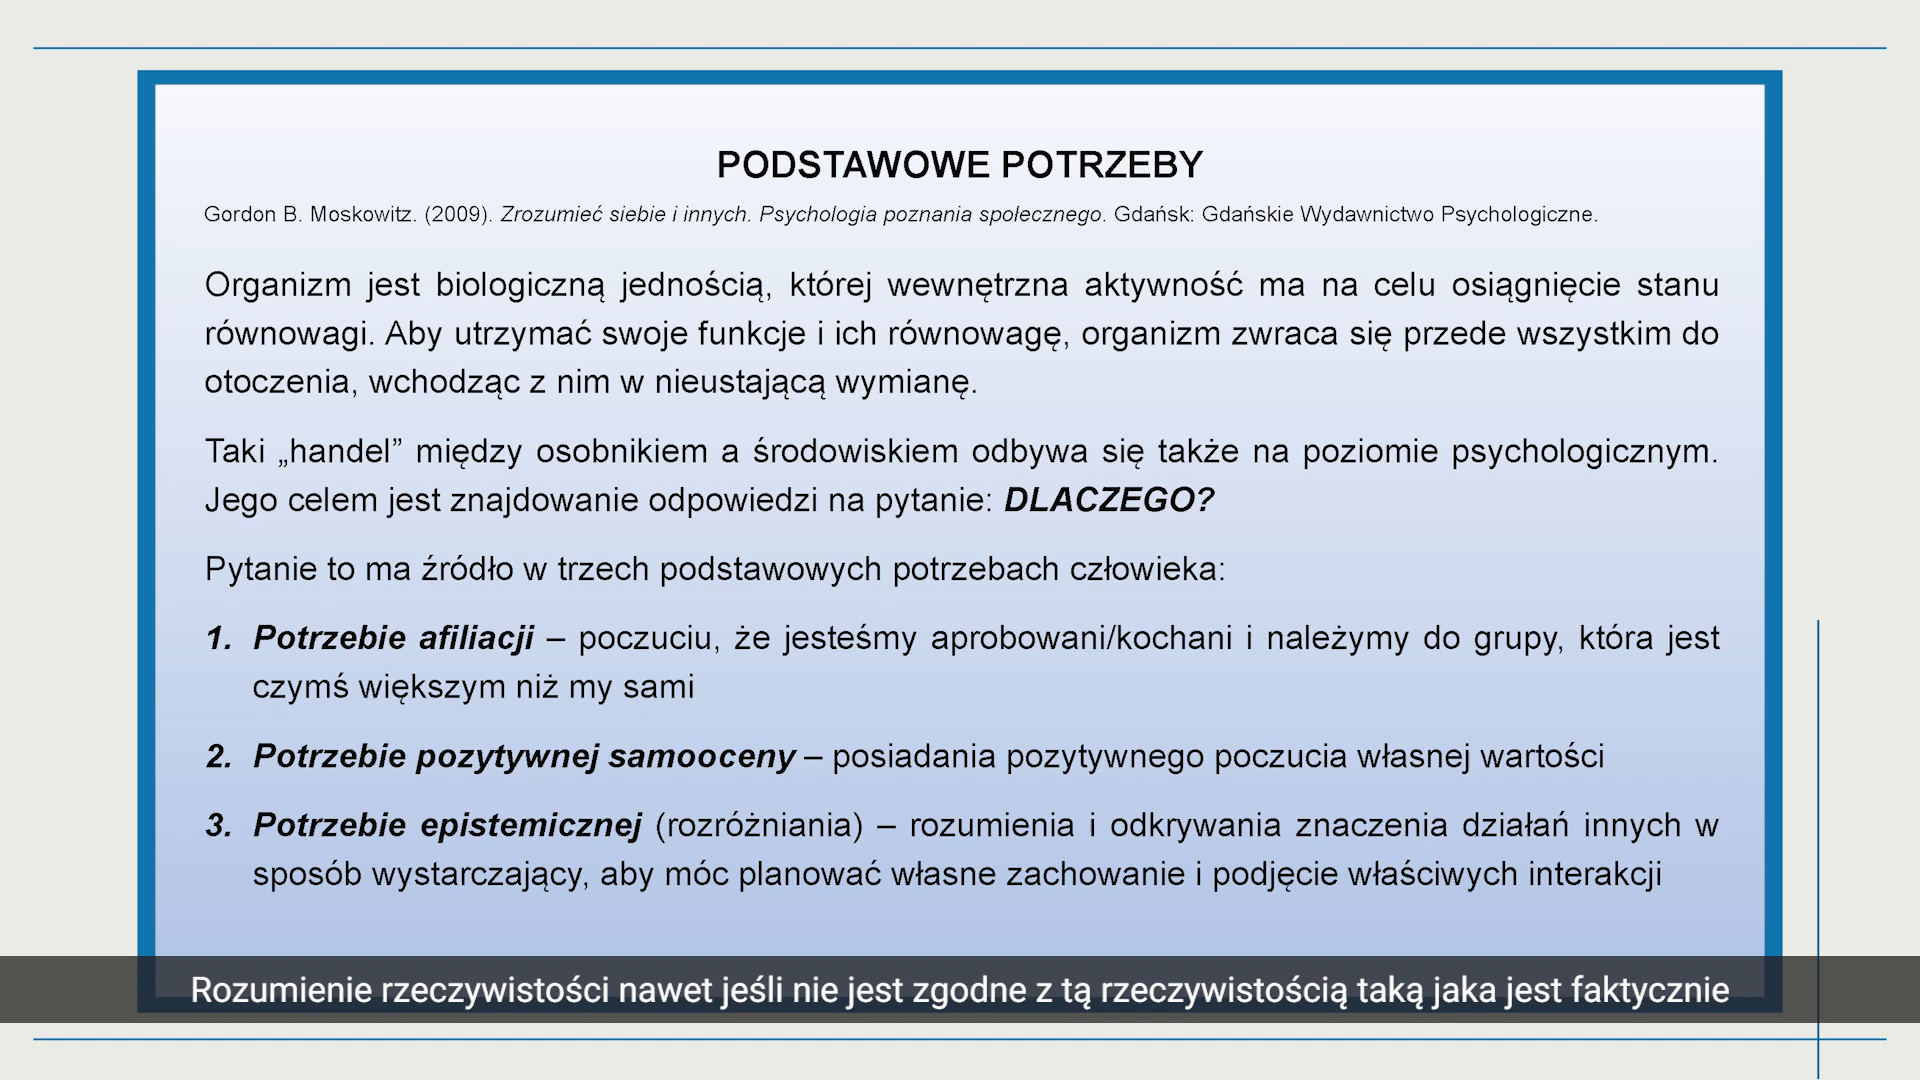 PODSTAWOWE POTRZEBY
Gordon B. Moskowitz. (2009). Zrozumieć siebie i innych. Psychologia poznania społecznego. Gdańsk: Gdańskie Wydawnictwo Psychologiczne.
Organizm jest biologiczną jednością, której wewnętrzna aktywność ma na celu osiągnięcie stanu
równowagi. Aby utrzymać swoje funkcje i ich równowagę, organizm zwraca się przede wszystkim do
otoczenia, wchodząc z nim w nieustającą wymianę.
Taki „handel” między osobnikiem a środowiskiem odbywa się także na poziomie psychologicznym.
Jego celem jest znajdowanie odpowiedzi na pytanie: DLACZEGO?
Pytanie to ma źródło w trzech podstawowych potrzebach człowieka:
1. Potrzebie afiliacji – poczuciu, że jesteśmy aprobowani/kochani i należymy do grupy, która jest
czymś większym niż my sami
2. Potrzebie pozytywnej samooceny – posiadania pozytywnego poczucia własnej wartości
3. Potrzebie epistemicznej (rozróżniania) – rozumienia i odkrywania znaczenia działań innych w
sposób wystarczający, aby móc planować własne zachowanie i podjęcie właściwych interakcji
Rozumienie rzeczywistości nawet jeśli nie jest zgodne z tą rzeczywistością taką jaka jest faktycznie